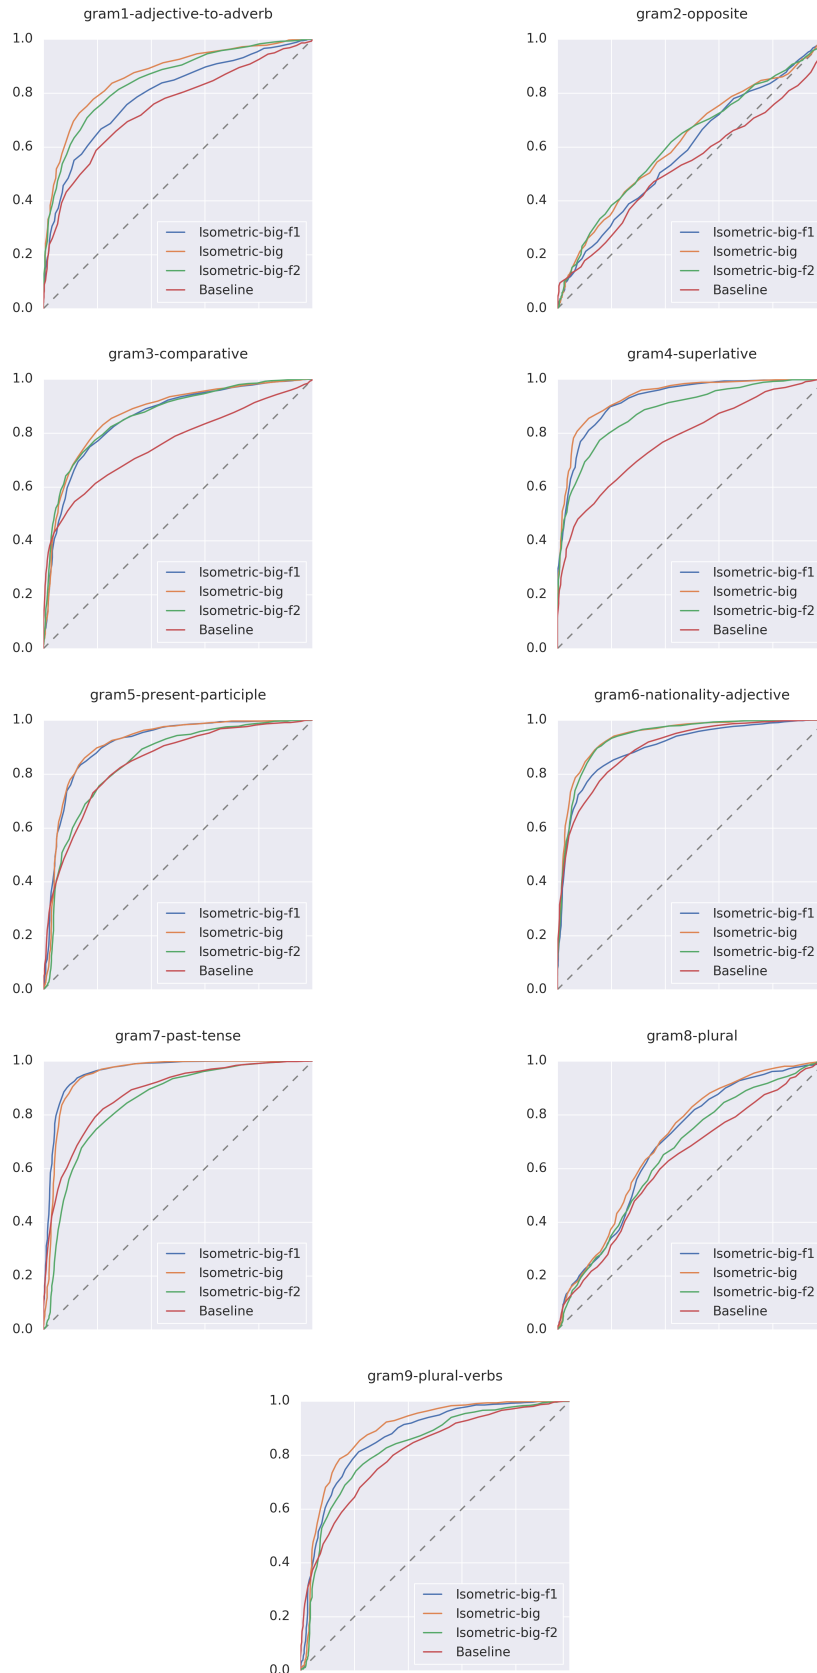 gram1-adjective-to-adverb
1.0
0.8
0.6
0.4
0.2
0.0
Isometric-big-f1
Isometric-big
Isometric-big-f2
Baseline
gram2-opposite
1.0
0.8
0.6
0.4
0.2
0.0
Isometric-big-f1
Isometric-big
Isometric-big-f2
Baseline
gram3-comparative
1.0
0.8
0.6
0.4
0.2
0.0
Isometric-big-f1
Isometric-big
Isometric-big-f2
Baseline
gram4-superlative
1.0
0.8
0.6
0.4
0.2
0.0
Isometric-big-f1
Isometric-big
Isometric-big-f2
Baseline
gram5-present-participle
1.0
0.8
0.6
0.4
0.2
0.0
Isometric-big-f1
Isometric-big
Isometric-big-f2
Baseline
gram6-nationality-adjective
1.0
0.8
0.6
0.4
0.2
0.0
Isometric-big-f1
Isometric-big
Isometric-big-f2
Baseline
gram7-past-tense
1.0
0.8
0.6
0.4
0.2
0.0
Isometric-big-f1
Isometric-big
Isometric-big-f2
Baseline
gram8-plural
1.0
0.8
0.6
0.4
0.2
0.0
Isometric-big-f1
Isometric-big
Isometric-big-f2
Baseline
gram9-plural-verbs
1.0
0.8
0.6
0.4
0.2
0.0
Isometric-big-f1
Isometric-big
Isometric-big-f2
Baseline